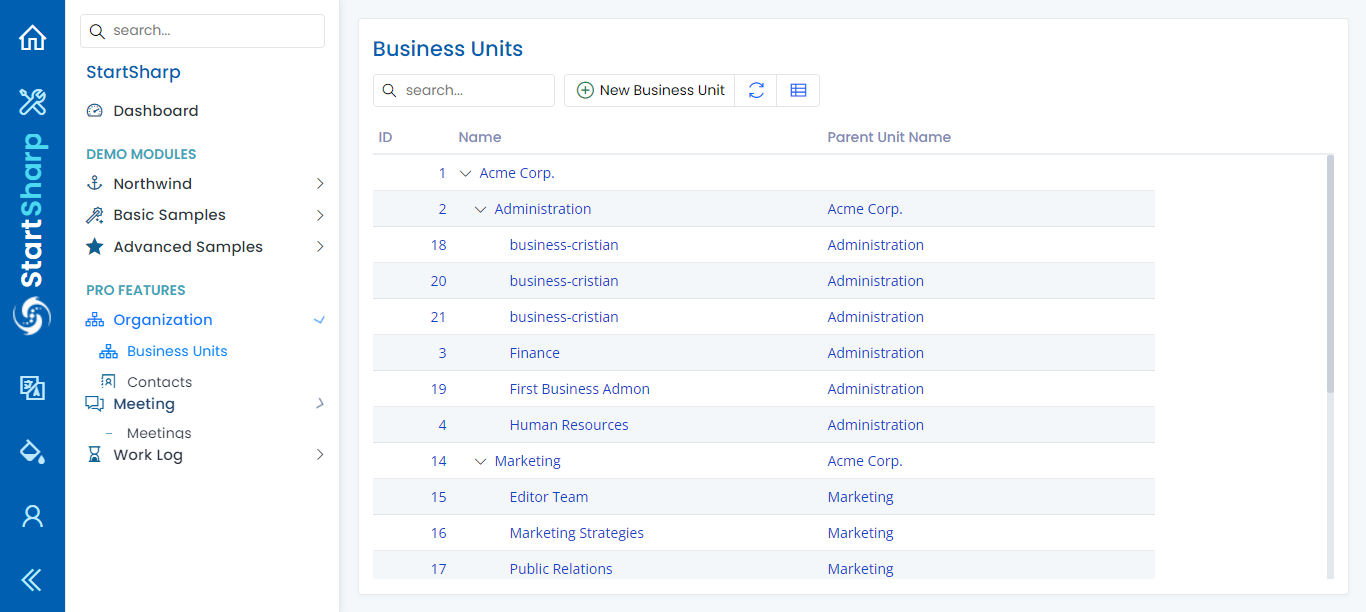 StartSharp
search...
StartSharp
Dashboard
DEMO MODULES
Northwind
Basic Samples
Advanced Samples
PRO FEATURES
Organization
Business Units
Contacts
Meeting
Meetings
Work Log
Business Units
search...
New Business Unit
ID Name Parent Unit Name
1 Acme Corp.
2 Administration Acme Corp.
18 business-cristian Administration
20 business-cristian Administration
21 business-cristian Administration
3 Finance Administration
19 First Business Admon Administration
4 Human Resources Administration
14 Marketing Acme Corp.
15 Editor Team Marketing
16 Marketing Strategies Marketing
17 Public Relations Marketing